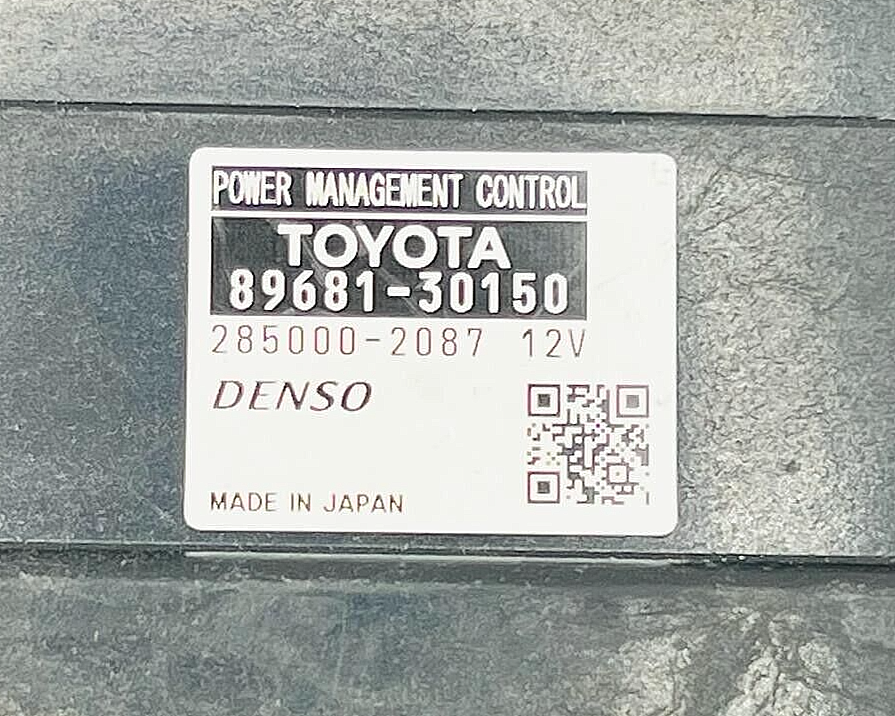 POWER MANAGEMENT CONTROL
TOYOTA
89681-30150
285000-2087 12V
DENSO
MADE IN JAPAN